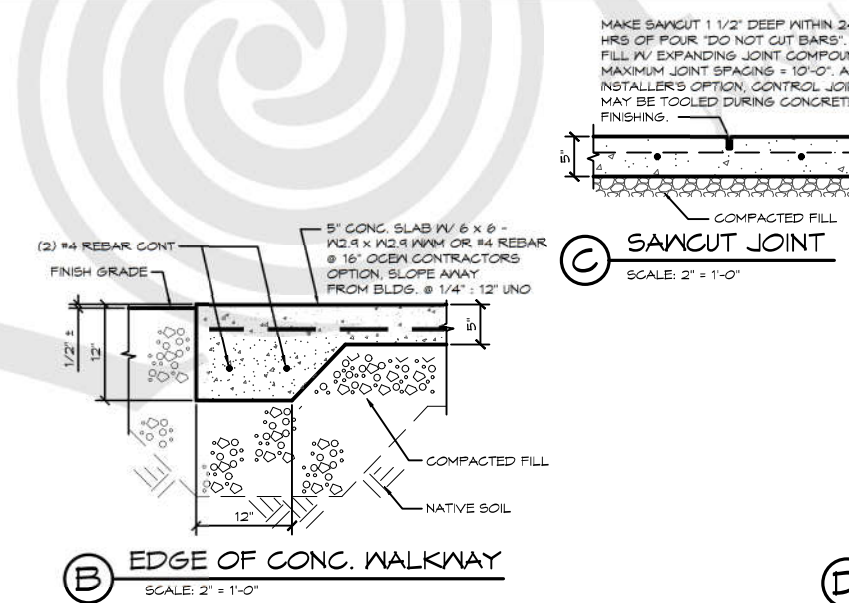 MAKE SAWCUT 1 1/2" DEEP WITHIN 24
HRS OF POUR "DO NOT CUT BARS".
FILL W/ EXPANDING JOINT
MAXIMUM JOINT SPACING = 10'-0".
INSTALLER'S OPTION, CONTROL
MAY BE TOOLED DURING CONCRETE
FINISHING.
5"
COMPACTED FILL
C
SAWCUT JOINT
SCALE: 2" = 1'-0"
5" CONC. SLAB W/ 6 x 6 -
W2.9 x W2.9 WWM OR #4 REBAR
@ 16" OCEW CONTRACTORS
OPTION, SLOPE AWAY
FROM BLDG. @ 1/4" : 12" UNO
(2) #4 REBAR CONT
FINISH GRADE
1/2" ±
12"
5"
COMPACTED FILL
NATIVE SOIL
12"
B
EDGE OF CONC. WALKWAY
SCALE: 2" = 1'-0"
D